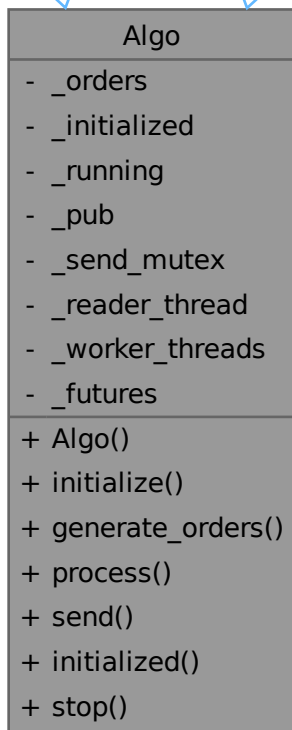 Algo
- _orders
- _initialized
- _running
- _pub
- _send_mutex
- _reader_thread
- _worker_threads
- _futures
+ Algo()
+ initialize()
+ generate_orders()
+ process()
+ send()
+ initialized()
+ stop()